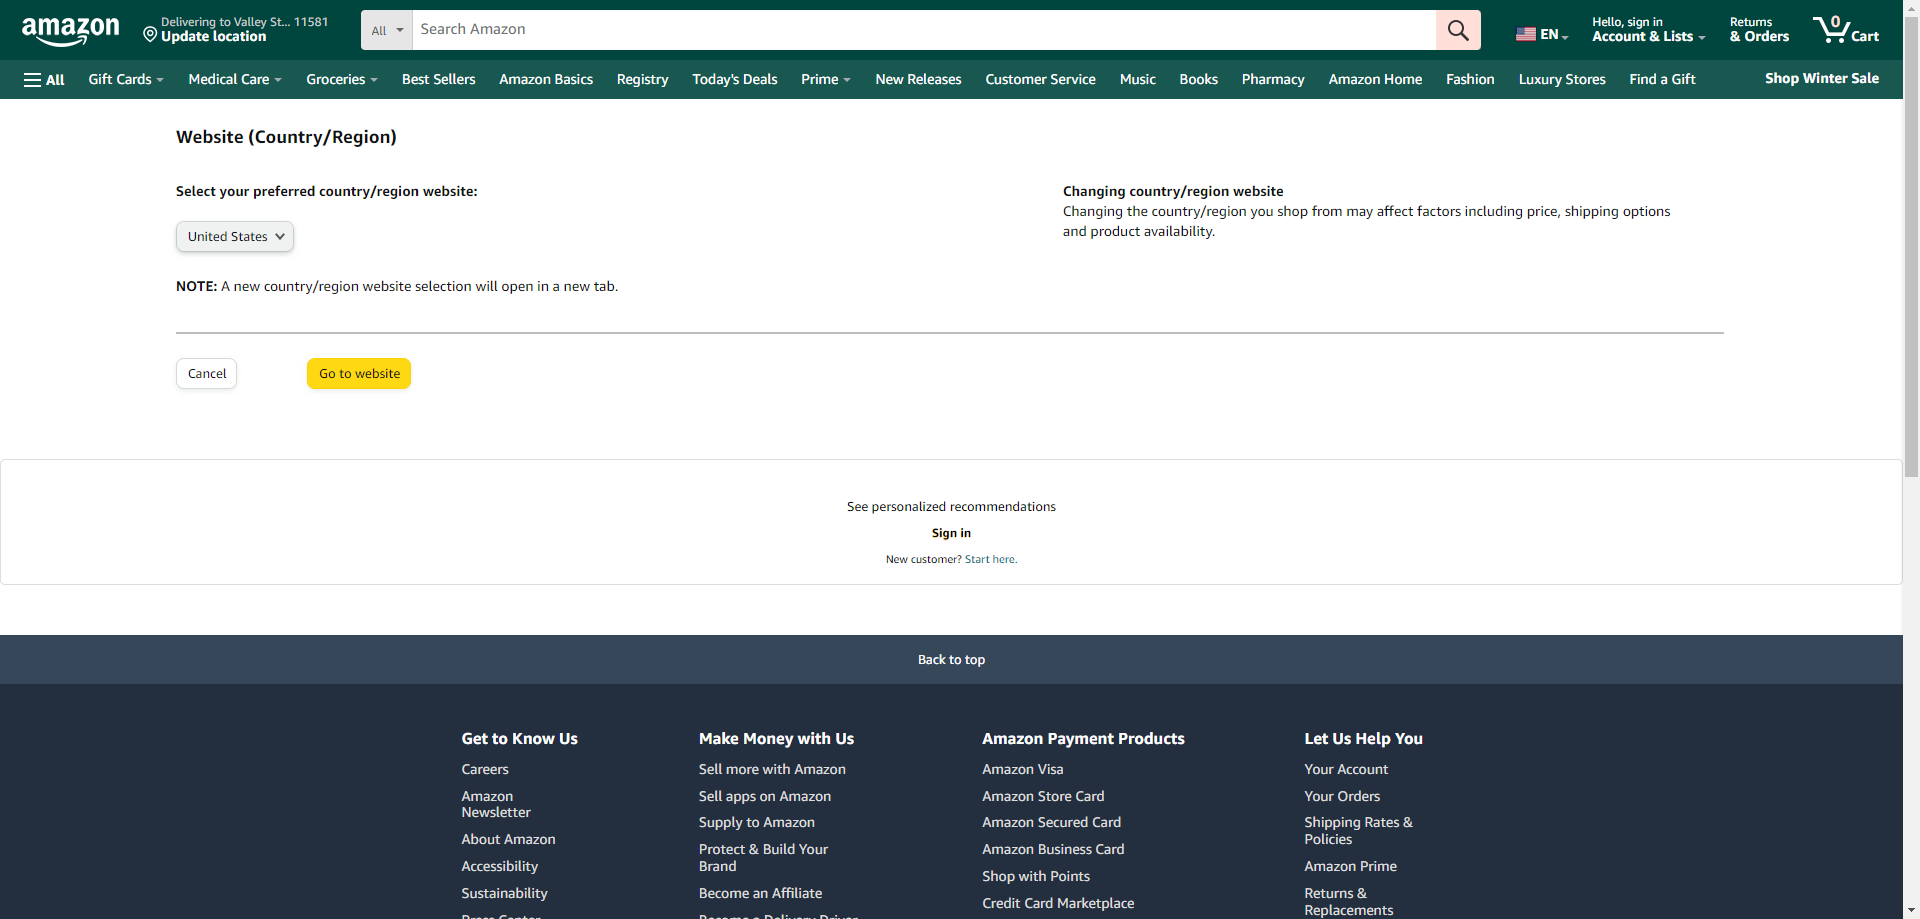 amazon
Delivering to Valley St... 11581
Update location
All
Search Amazon
EN
Hello, sign in
Account & Lists
Returns
& Orders
0
Cart
All
Gift Cards
Medical Care
Groceries
Best Sellers
Amazon Basics
Registry
Today's Deals
Prime
New Releases
Customer Service
Music
Books
Pharmacy
Amazon Home
Fashion
Luxury Stores
Find a Gift
Shop Winter Sale
Website (Country/Region)
Select your preferred country/region website:
United States
NOTE: A new country/region website selection will open in a new tab.
Changing country/region website
Changing the country/region you shop from may affect factors including price, shipping options
and product availability.
Cancel
Go to website
See personalized recommendations
Sign in
New customer? Start here.
Back to top
Get to Know Us
Careers
Amazon
Newsletter
About Amazon
Accessibility
Sustainability
Press Center
Make Money with Us
Sell more with Amazon
Sell apps on Amazon
Supply to Amazon
Protect & Build Your
Brand
Become an Affiliate
Become a Delivery Driver
Amazon Payment Products
Amazon Visa
Amazon Store Card
Amazon Secured Card
Amazon Business Card
Shop with Points
Credit Card Marketplace
Let Us Help You
Your Account
Your Orders
Shipping Rates &
Policies
Amazon Prime
Returns &
Replacements